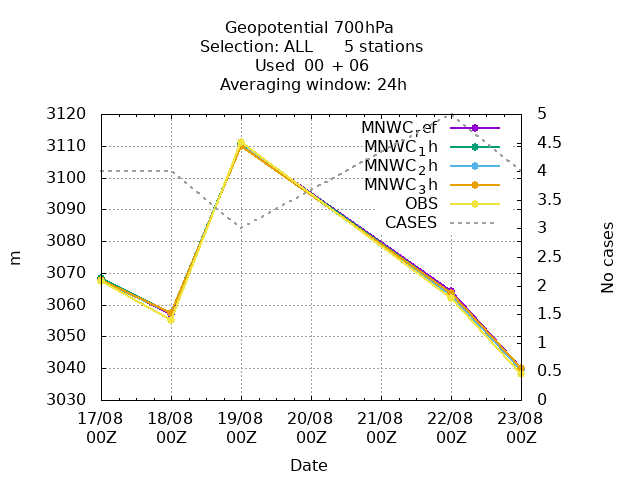 Geopotential 700hPa
Selection: ALL      5 stations
Used  00 + 06
Averaging window: 24h
3120
3110
3100
3090
3080
3070
3060
3050
3040
3030
m
5
4.5
4
3.5
3
2.5
2
1.5
1
0.5
0
No cases
MNWC_ref
MNWC_1h
MNWC_2h
MNWC_3h
OBS
CASES
17/08 18/08 19/08 20/08 21/08 22/08 23/08
00Z 00Z 00Z 00Z 00Z 00Z 00Z
Date